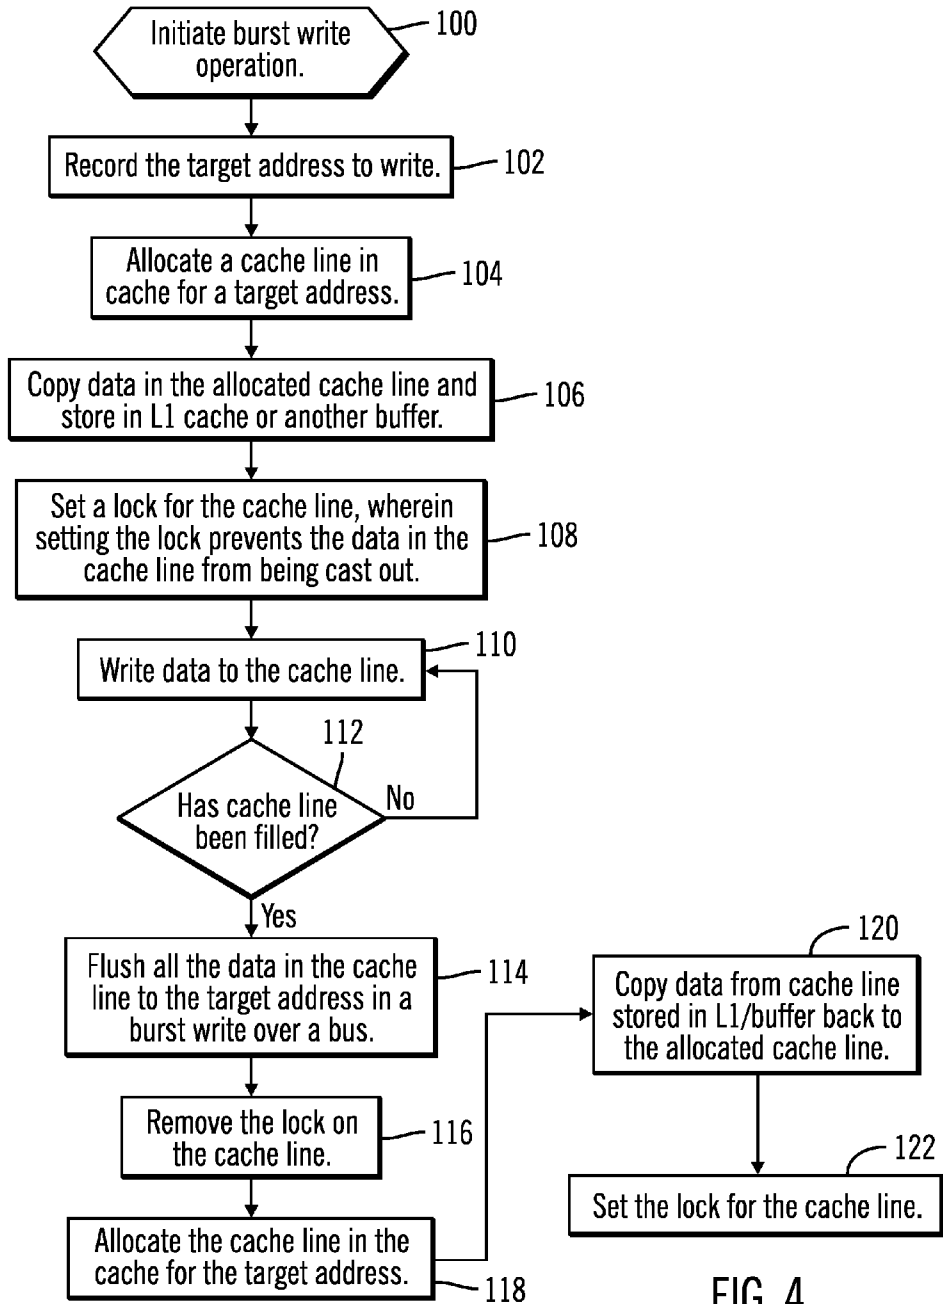 Initiate burst write
operation.
100
Record the target address to write.
102
Allocate a cache line in
cache for a target address.
104
Copy data in the allocated cache line and
store in L1 cache or another buffer.
106
Set a lock for the cache line, wherein
setting the lock prevents the data in the
cache line from being cast out.
108
Write data to the cache line.
110
112
Has cache line
been filled?
No
Yes
Flush all the data in the cache
line to the target address in a
burst write over a bus.
114
Remove the lock on
the cache line.
116
Allocate the cache line in the
cache for the target address.
118
120
Copy data from cache line
stored in L1/buffer back to
the allocated cache line.
122
Set the lock for the cache line.
FIG. 4